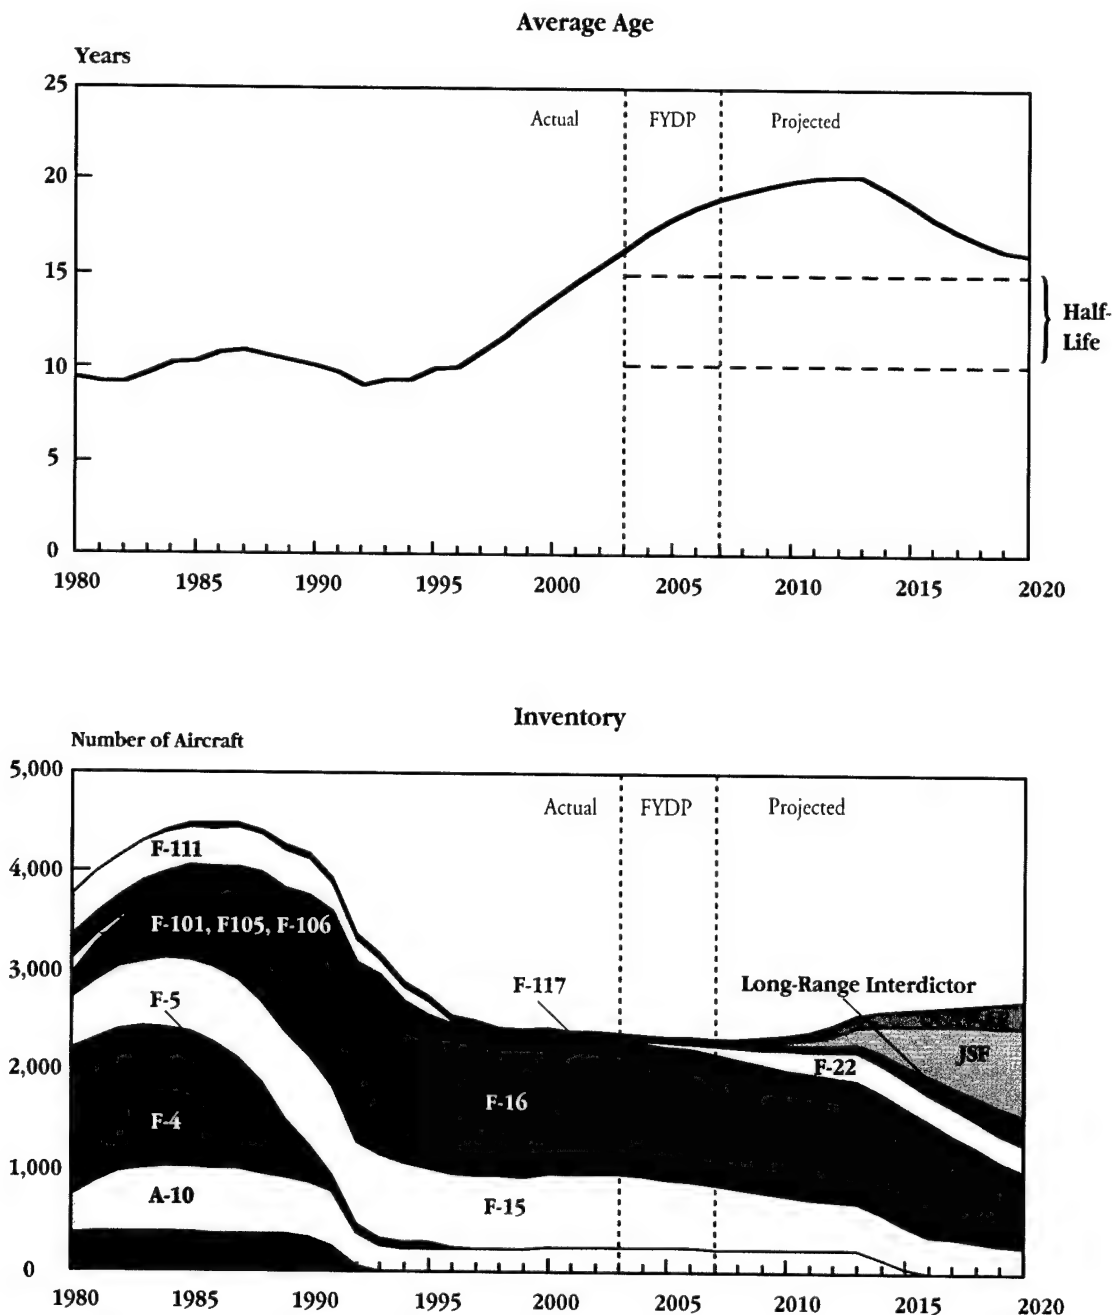 Average Age
Years
25
Actual
FYDP
Projected
20
15
Half-
Life
10
5
0
1980 1985 1990 1995 2000 2005 2010 2015 2020
Inventory
Number of Aircraft
5,000
Actual
FYDP
Projected
F-111
4,000
F-101, F105, F-106
3,000
F-117
Long-Range Interdictor
F-5
JSF
2,000
F-22
F-16
F-4
1,000
A-10
F-15
0
1980 1985 1990 1995 2000 2005 2010 2015 2020